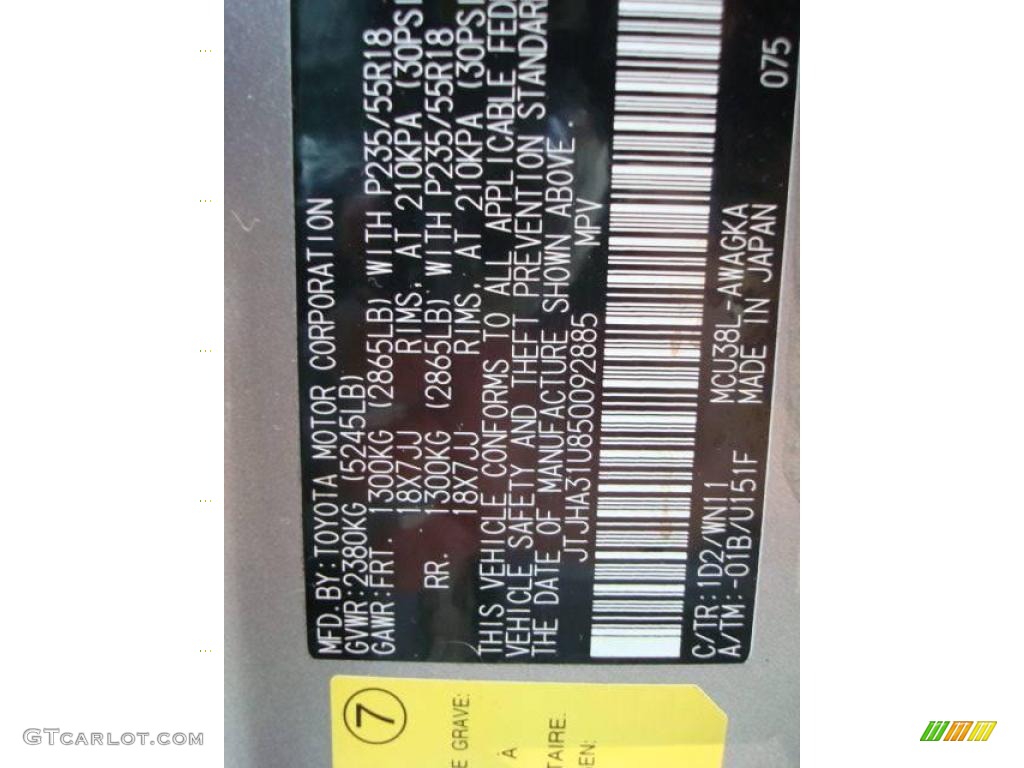 MFD.BY:TOYOTA MOTOR CORPORATION
GVWR:2380KG (5245LB)
GAWR:FRT. 1300KG (2865LB) WITH P235/55R18
18X7JJ RIMS, AT 210KPA (30PSI
RR. 1300KG (2865LB) WITH P235/55R18
18X7JJ RIMS, AT 210KPA (30PSI
THIS VEHICLE CONFORMS TO ALL APPLICABLE FED
VEHICLE SAFETY AND THEFT PREVENTION STANDAR
THE DATE OF MANUFACTURE SHOWN ABOVE.
JTJHA31U850092885 MPV
C/TR:1D2/WN11 MCU38L-AWAGKA 075
A/TM:-01B/U151F MADE IN JAPAN
7
E GRAVE:
À
TAIRE.
EN:
GTCARLOT.COM